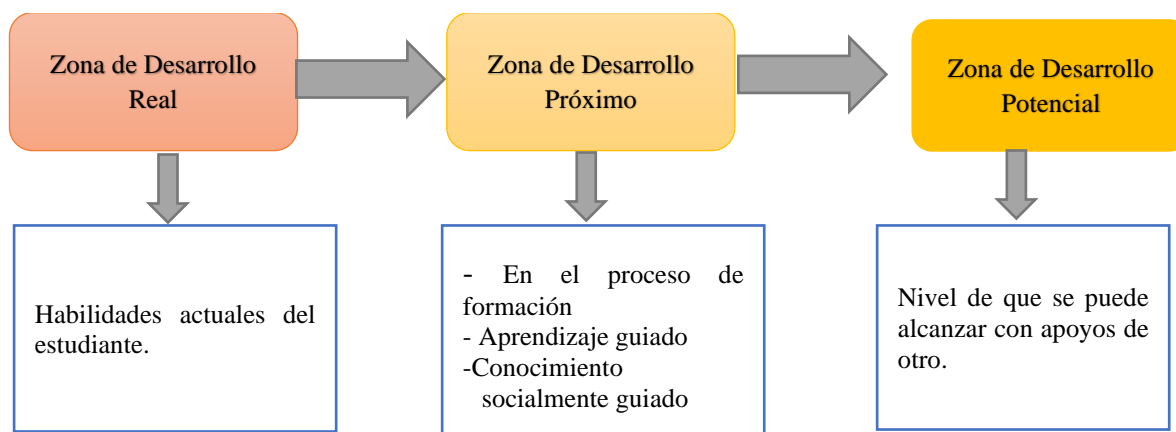 Zona de Desarrollo
Real
Zona de Desarrollo
Próximo
Zona de Desarrollo
Potencial
Habilidades actuales del
estudiante.
- En el proceso de
formación
- Aprendizaje guiado
-Conocimiento
socialmente guiado
Nivel de que se puede
alcanzar con apoyos de
otro.